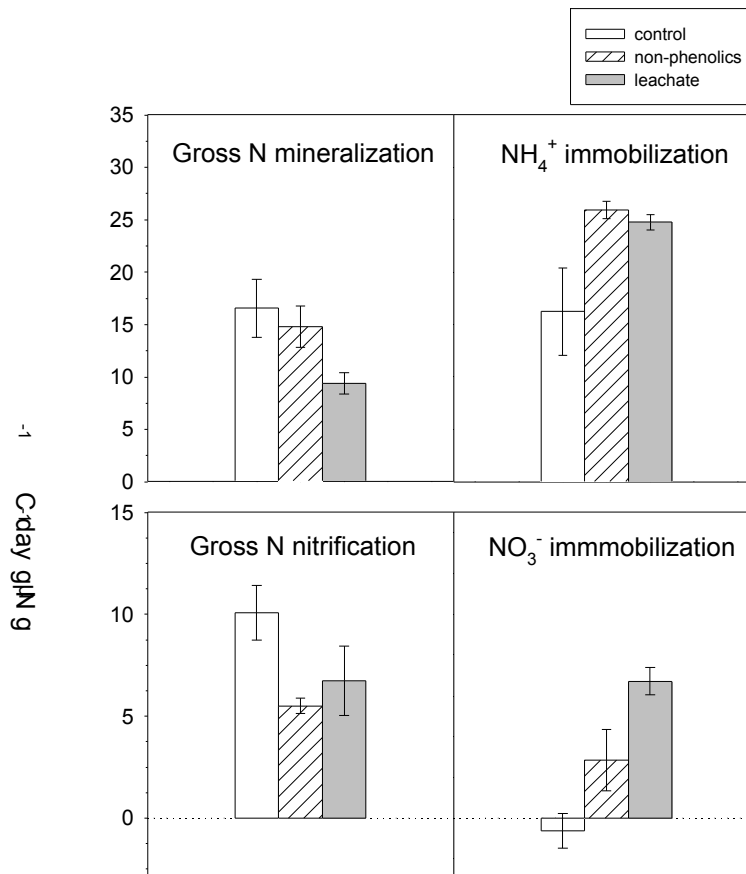 control
non-phenolics
leachate
35
30
25
20
15
10
5
0
Gross N mineralization
NH₄⁺ immobilization
15
10
5
0
Gross N nitrification
NO₃⁻ immmobilization
-1